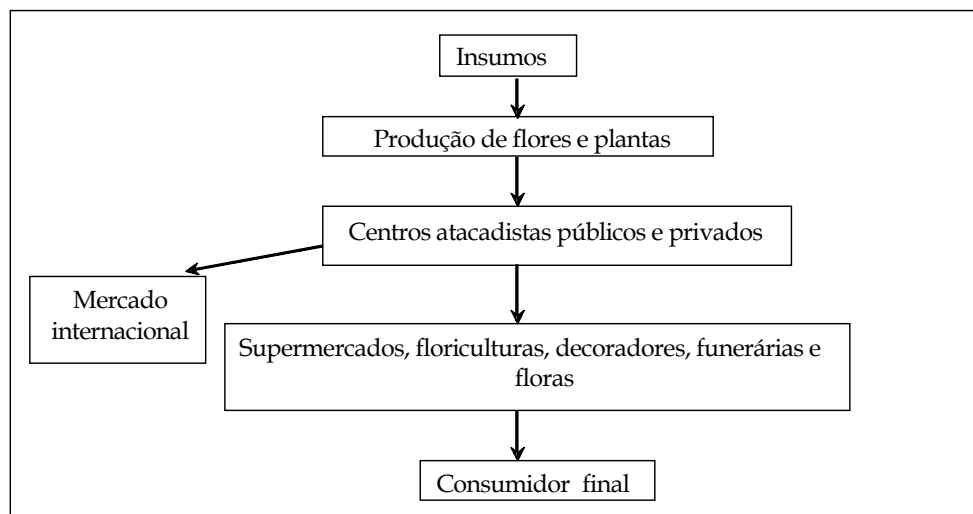 Insumos
Produção de flores e plantas
Centros atacadistas públicos e privados
Mercado
internacional
Supermercados, floriculturas, decoradores, funerárias e
floras
Consumidor final